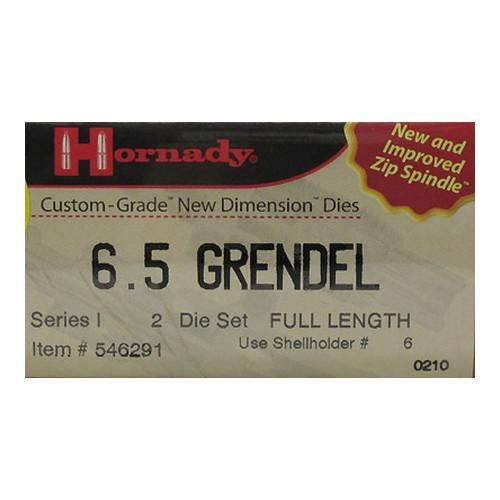 Hornady®
New and
Improved
Zip Spindle™
Custom-Grade™ New Dimension™ Dies
6.5 GRENDEL
Series I 2 Die Set FULL LENGTH
Item # 546291 Use Shellholder # 6
0210